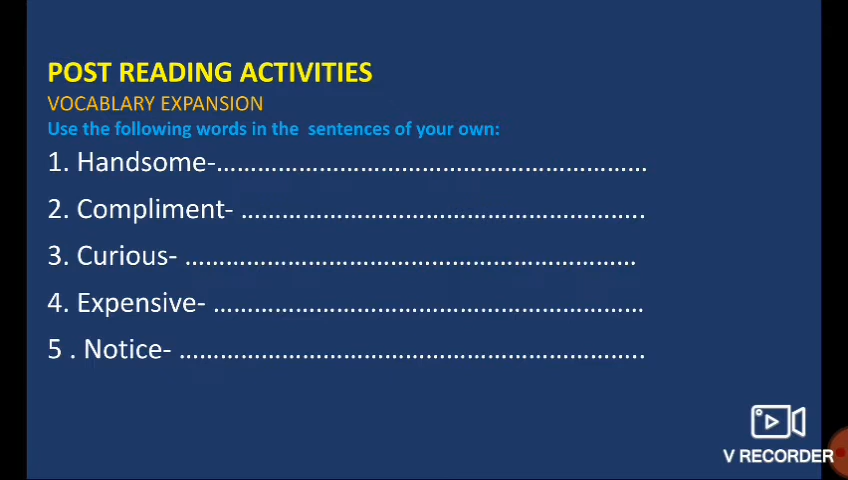 POST READING ACTIVITIES
VOCABLARY EXPANSION
Use the following words in the sentences of your own:
1. Handsome-...............................................................
2. Compliment- ..........................................................
3. Curious- .................................................................
4. Expensive- ..............................................................
5 . Notice- ....................................................................
V RECORDER